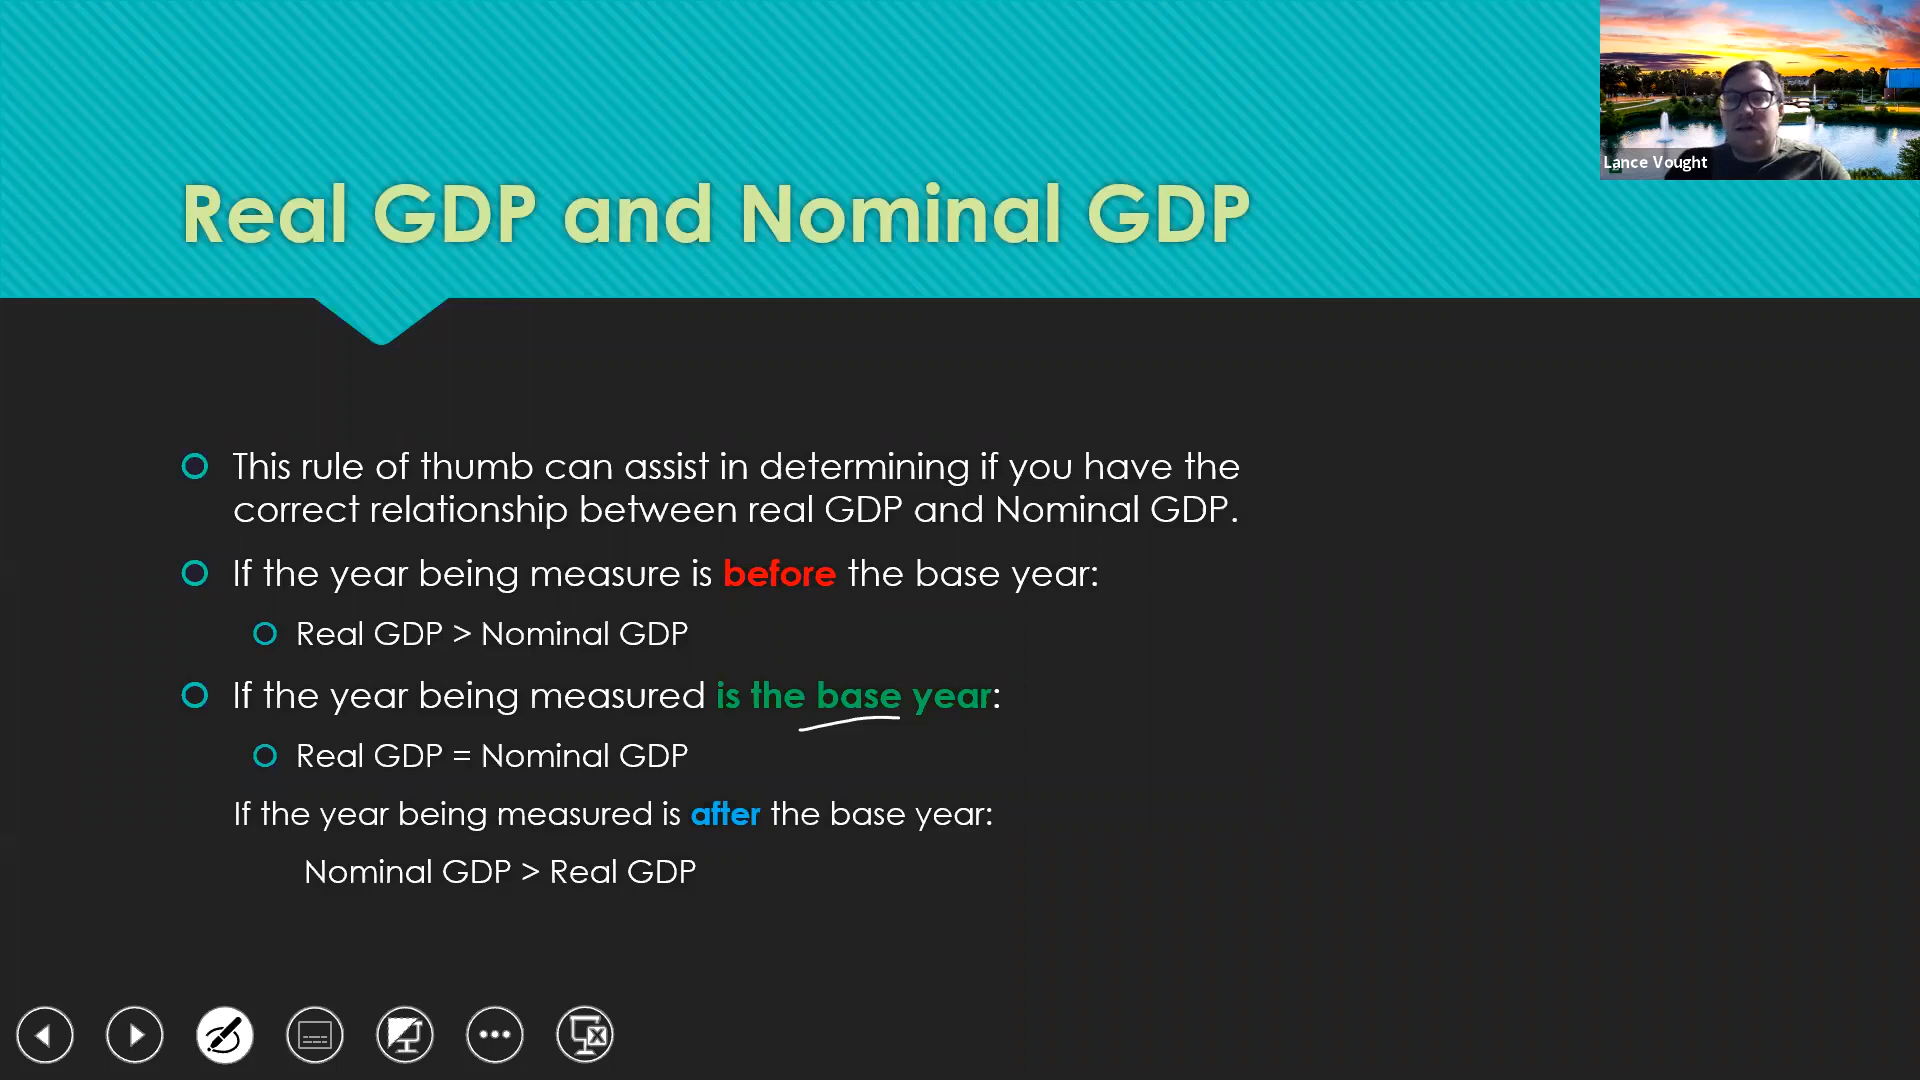 Lance Vought
Real GDP and Nominal GDP
This rule of thumb can assist in determining if you have the
correct relationship between real GDP and Nominal GDP.
If the year being measure is before the base year:
Real GDP > Nominal GDP
If the year being measured is the base year:
Real GDP = Nominal GDP
If the year being measured is after the base year:
Nominal GDP > Real GDP